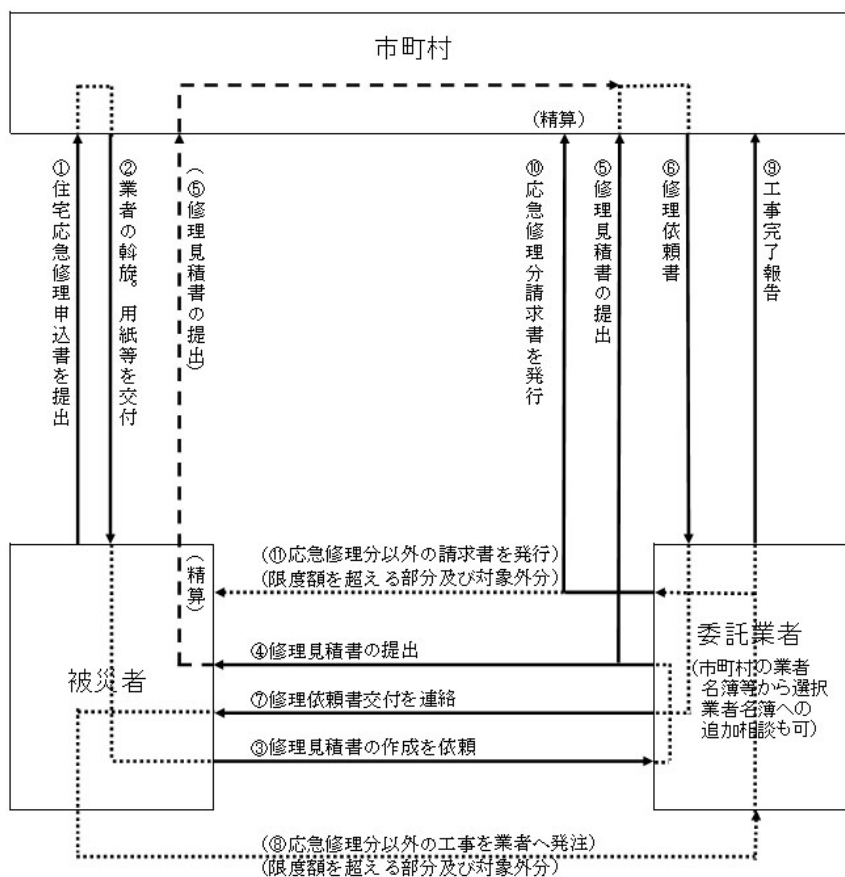 市町村
(精算)
①住宅応急修理申込書を提出
②業者の斡旋。用紙等を交付
(⑤修理見積書の提出)
⑩応急修理分請求書を発行
⑤修理見積書の提出
⑥修理依頼書
⑨工事完了報告
(⑪応急修理分以外の請求書を発行)
(限度額を超える部分及び対象外分)
(精算)
④修理見積書の提出
被災者
⑦修理依頼書交付を連絡
③修理見積書の作成を依頼
委託業者
(市町村の業者
名簿等から選択
業者名簿への
追加相談も可)
(⑧応急修理分以外の工事を業者へ発注)
(限度額を超える部分及び対象外分)